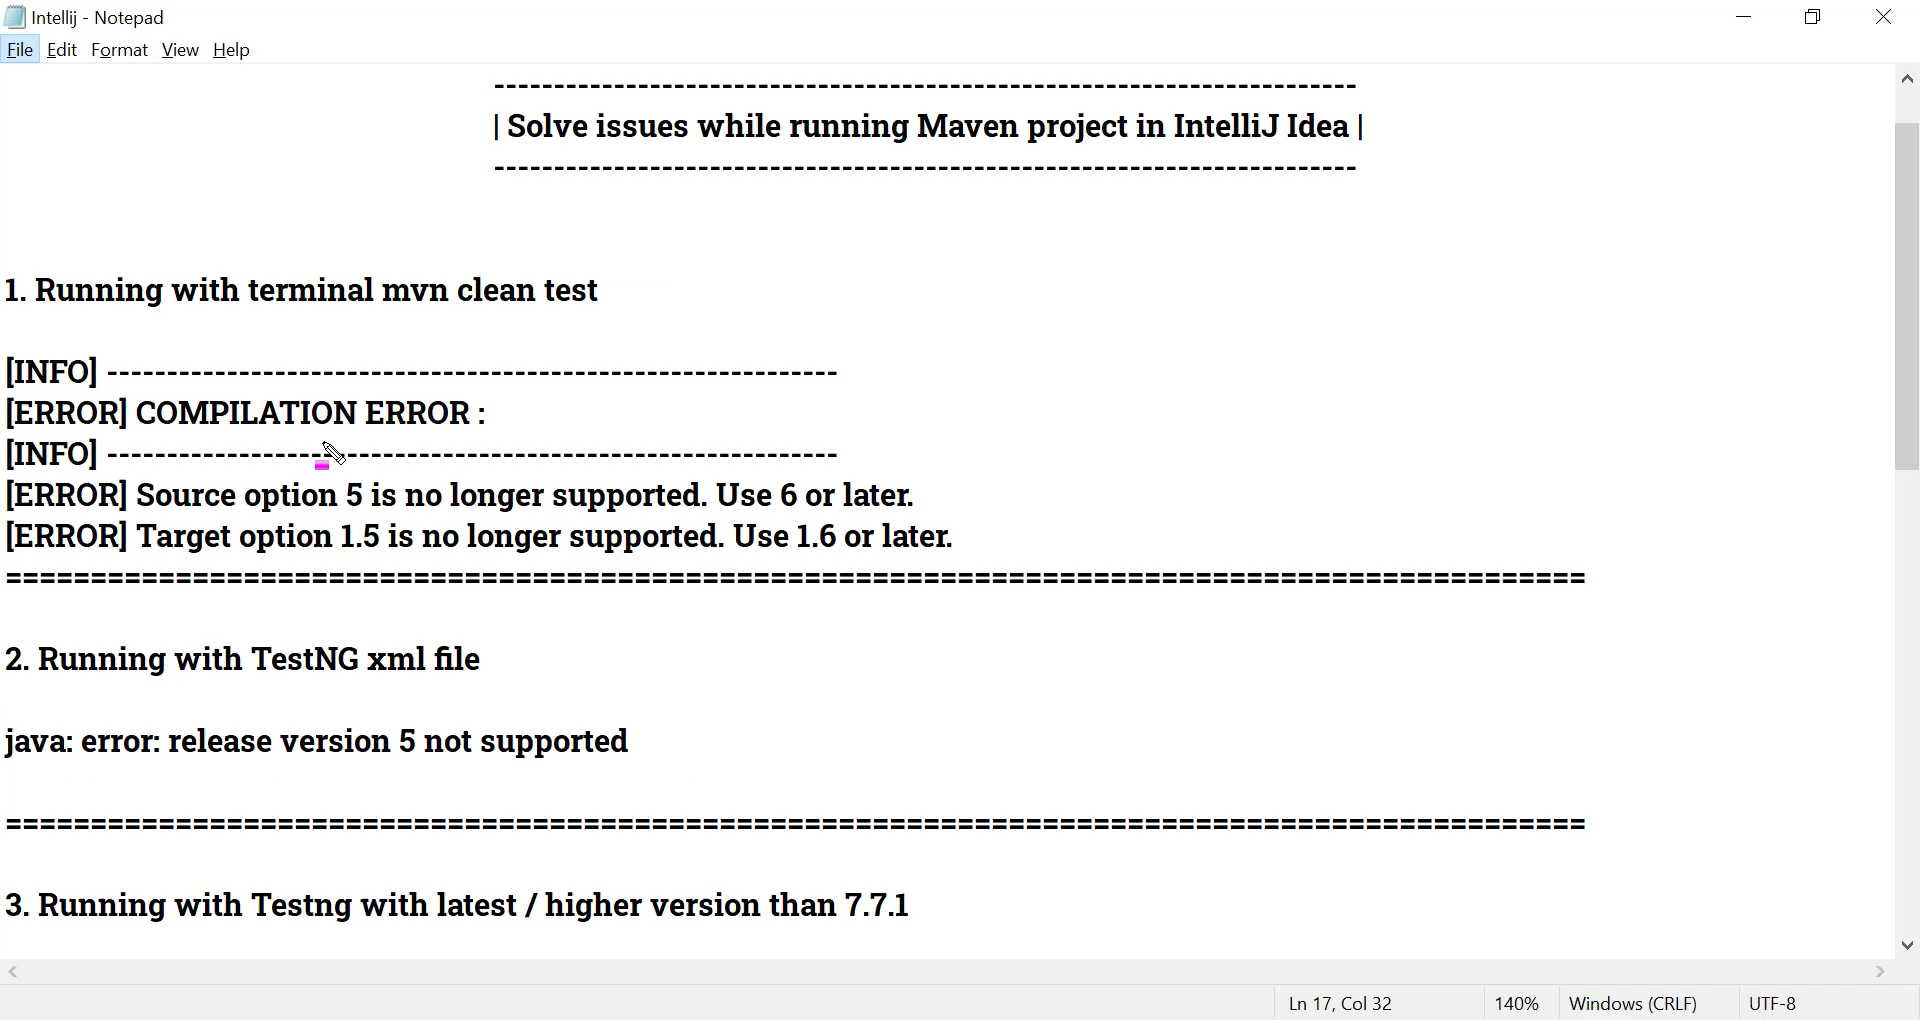 Intellij - Notepad
File Edit Format View Help
----------------------------------------------------------------------
| Solve issues while running Maven project in IntelliJ Idea |
----------------------------------------------------------------------
1. Running with terminal mvn clean test
[INFO] -------------------------------------------------------------
[ERROR] COMPILATION ERROR :
[INFO] -------------------------------------------------------------
[ERROR] Source option 5 is no longer supported. Use 6 or later.
[ERROR] Target option 1.5 is no longer supported. Use 1.6 or later.
=============================================================================================
2. Running with TestNG xml file
java: error: release version 5 not supported
=============================================================================================
3. Running with Testng with latest / higher version than 7.7.1
Ln 17, Col 32 140% Windows (CRLF) UTF-8